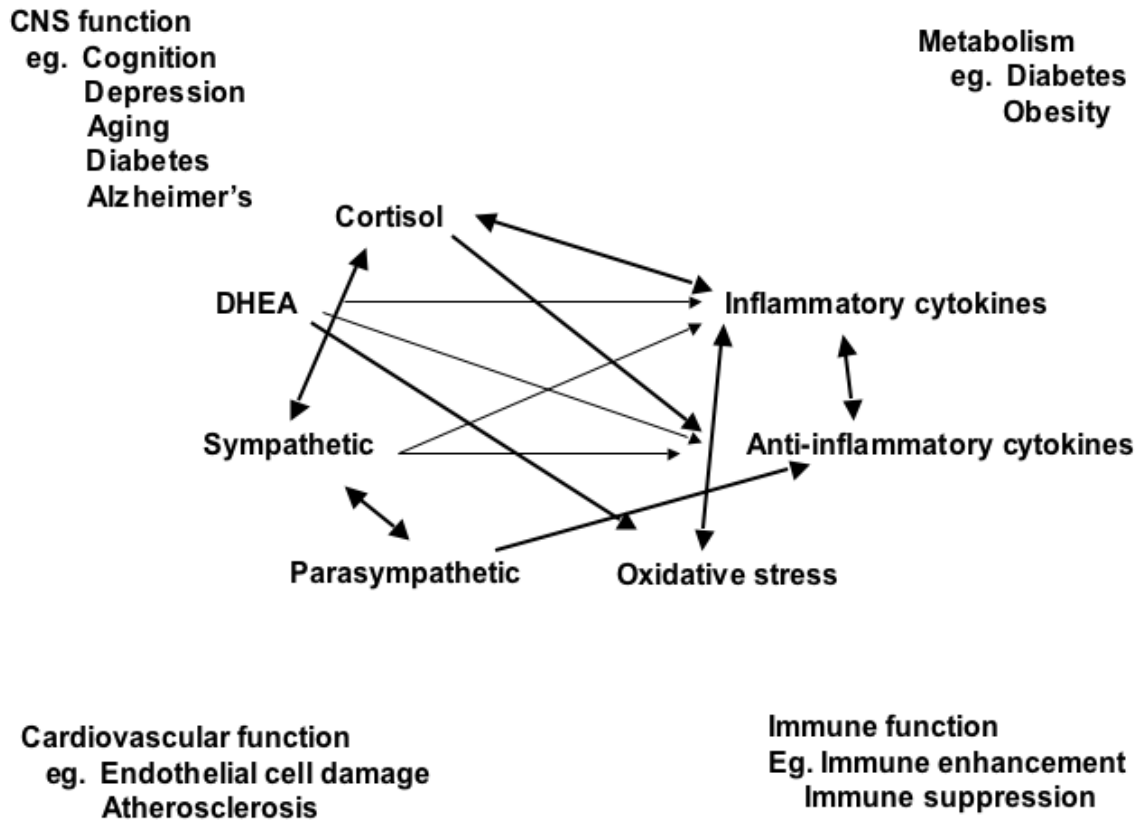 CNS function
eg. Cognition
Depression
Aging
Diabetes
Alzheimer's
Metabolism
eg. Diabetes
Obesity
Cortisol
DHEA
Inflammatory cytokines
Sympathetic
Anti-inflammatory cytokines
Parasympathetic
Oxidative stress
Cardiovascular function
eg. Endothelial cell damage
Atherosclerosis
Immune function
Eg. Immune enhancement
Immune suppression